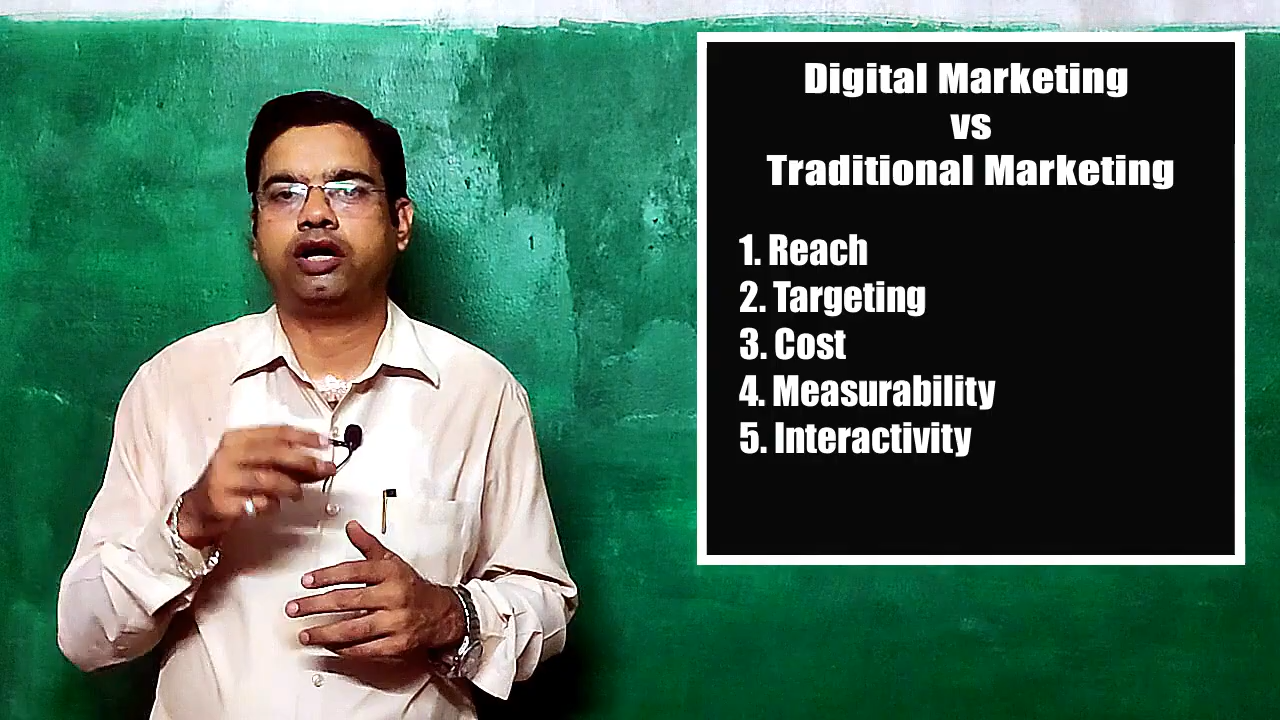 Digital Marketing
vs
Traditional Marketing
1. Reach
2. Targeting
3. Cost
4. Measurability
5. Interactivity